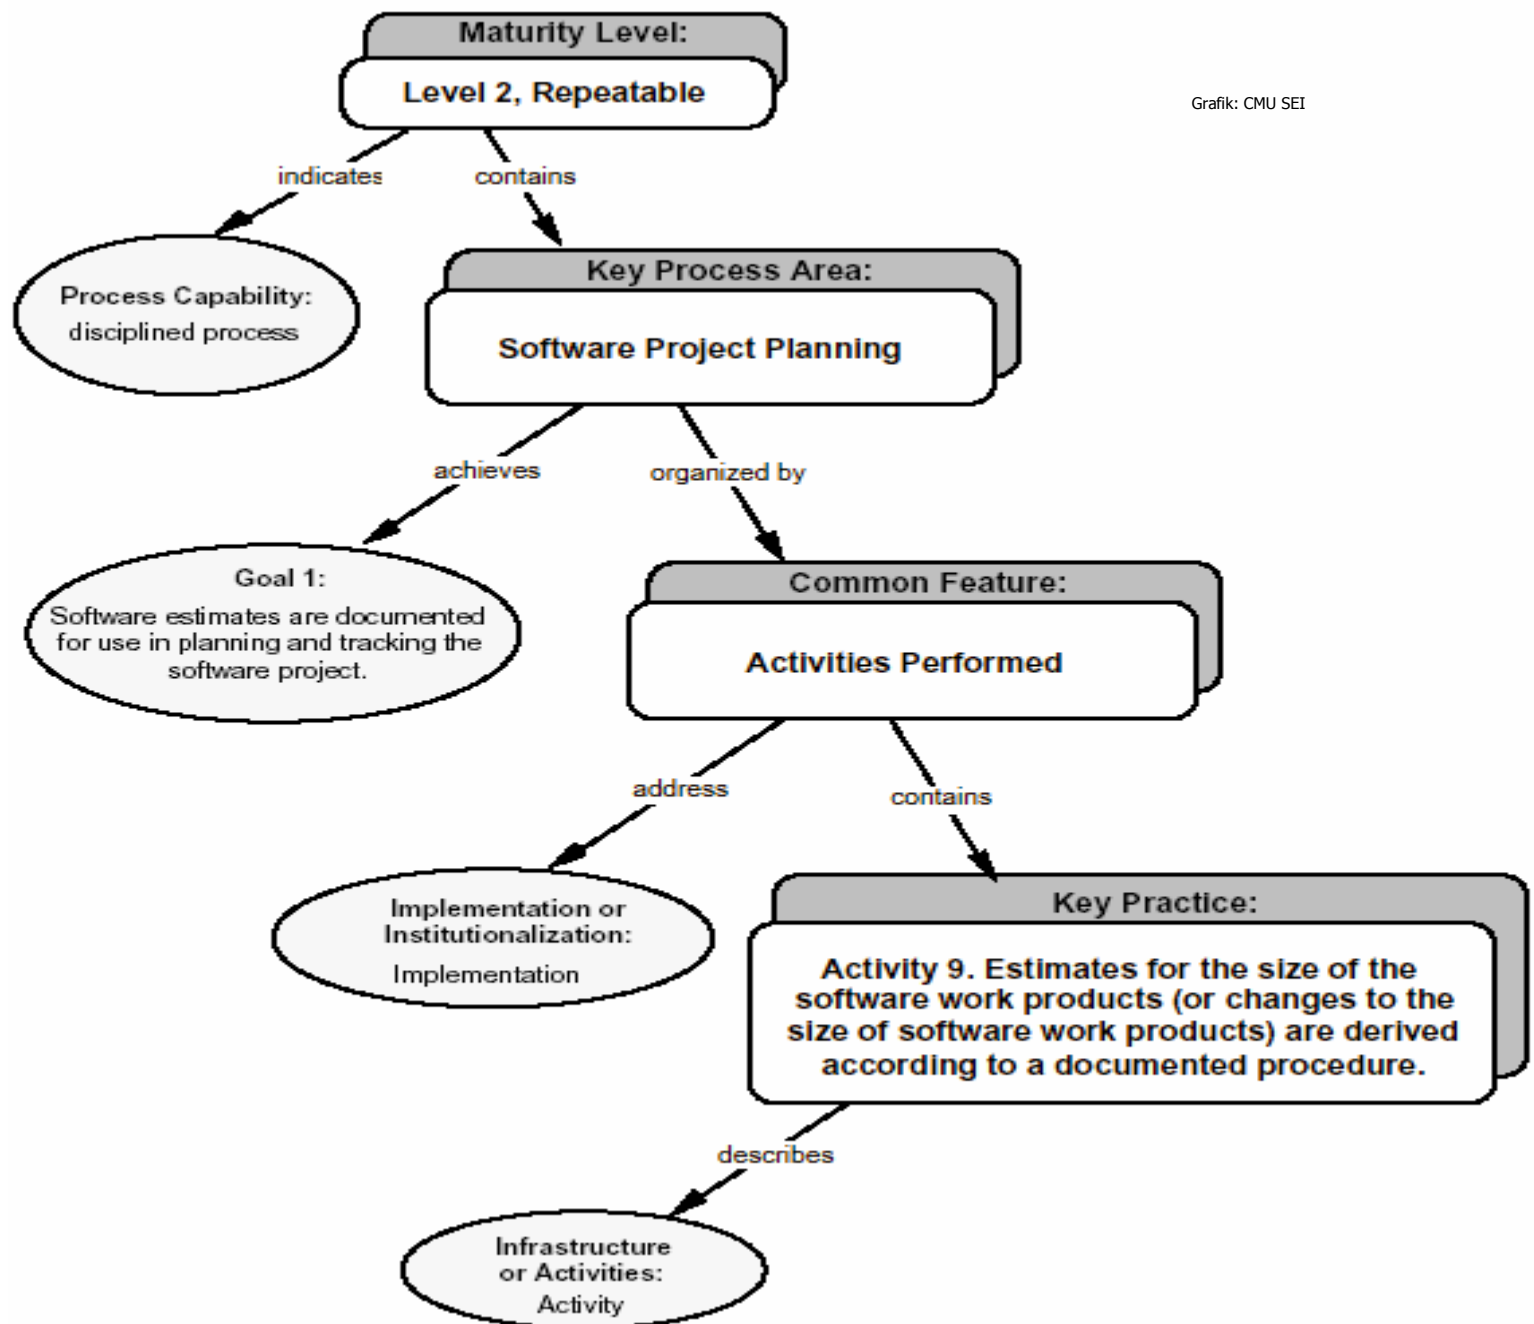 Maturity Level:
Level 2, Repeatable
Grafik: CMU SEI
indicates
contains
Process Capability:
disciplined process
Key Process Area:
Software Project Planning
achieves
organized by
Goal 1:
Software estimates are documented
for use in planning and tracking the
software project.
Common Feature:
Activities Performed
address
contains
Implementation or
Institutionalization:
Implementation
Key Practice:
Activity 9. Estimates for the size of the
software work products (or changes to the
size of software work products) are derived
according to a documented procedure.
describes
Infrastructure
or Activities:
Activity